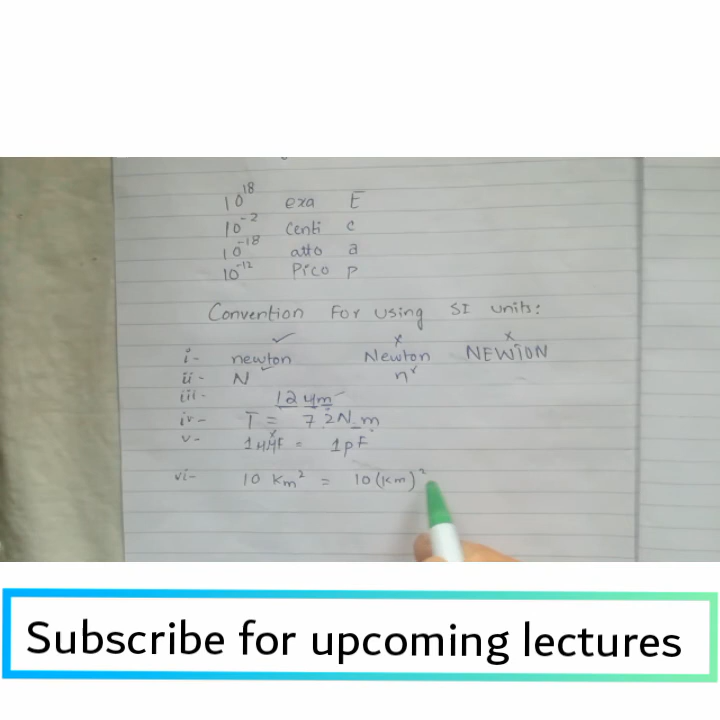 10^18 exa E
10^-2 Centi c
10^-18 atto a
10^-12 Pico p
Convention For using SI units:
i- newton ✓ Newton × NEWTON ×
ii- N ✓ n ×
iii- 12 μm ✓
iv- T = 7.2 N m
v- 1 μμF × = 1 pF
vi- 10 Km² = 10 (Km)²
Subscribe for upcoming lectures